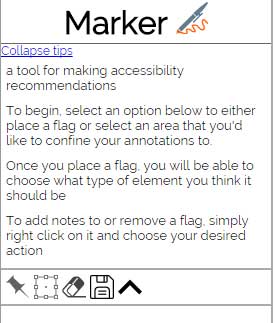 Marker
Collapse tips
a tool for making accessibility
recommendations
To begin, select an option below to either
place a flag or select an area that you'd
like to confine your annotations to.
Once you place a flag, you will be able to
choose what type of element you think it
should be
To add notes to or remove a flag, simply
right click on it and choose your desired
action